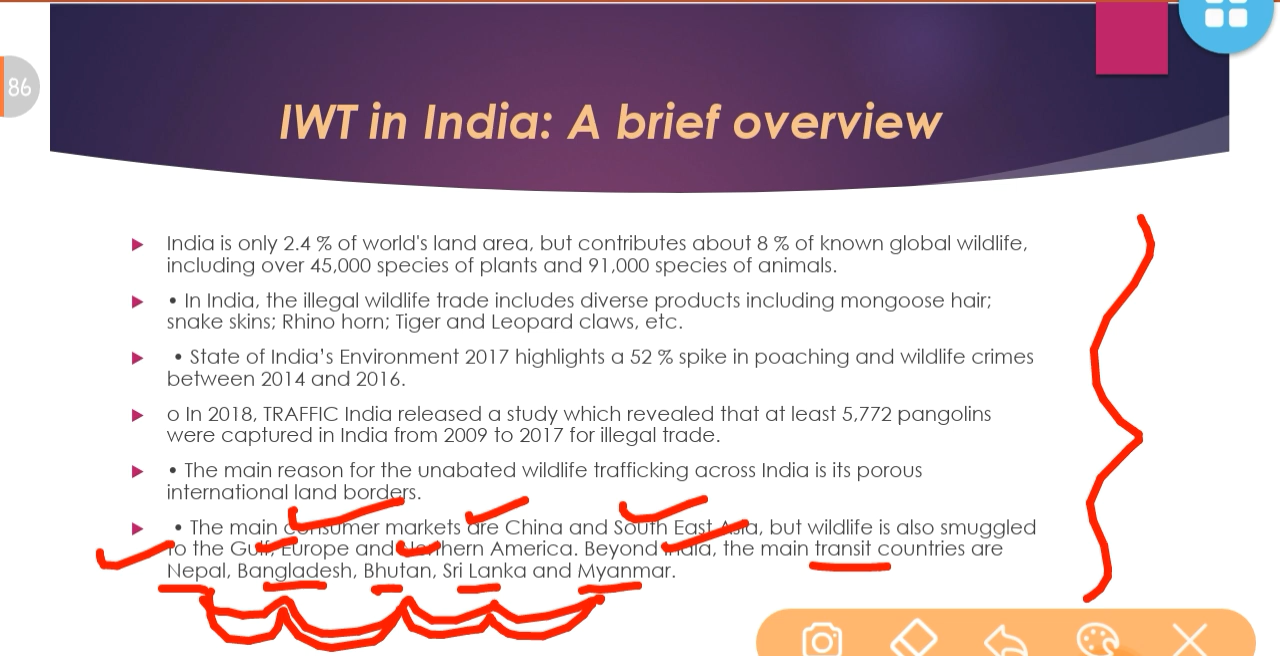 86
IWT in India: A brief overview
India is only 2.4 % of world's land area, but contributes about 8 % of known global wildlife,
including over 45,000 species of plants and 91,000 species of animals.
• In India, the illegal wildlife trade includes diverse products including mongoose hair;
snake skins; Rhino horn; Tiger and Leopard claws, etc.
• State of India’s Environment 2017 highlights a 52 % spike in poaching and wildlife crimes
between 2014 and 2016.
o In 2018, TRAFFIC India released a study which revealed that at least 5,772 pangolins
were captured in India from 2009 to 2017 for illegal trade.
• The main reason for the unabated wildlife trafficking across India is its porous
international land borders.
• The main consumer markets are China and South East Asia, but wildlife is also smuggled
to the Gulf, Europe and Northern America. Beyond India, the main transit countries are
Nepal, Bangladesh, Bhutan, Sri Lanka and Myanmar.